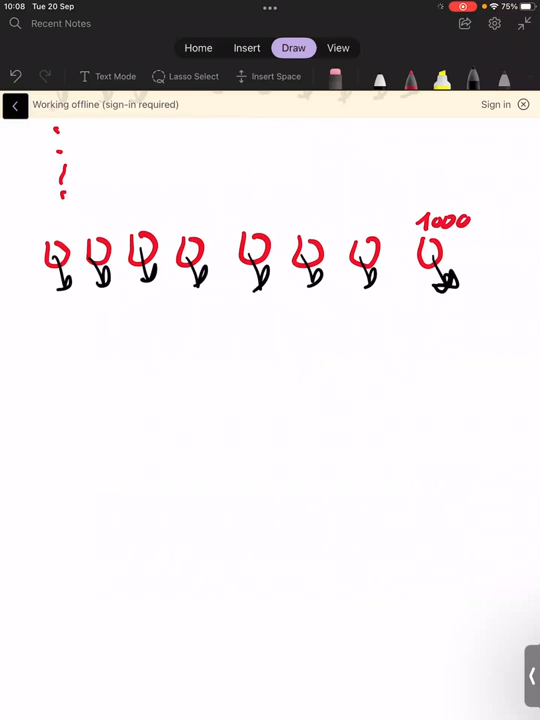 10:08 Tue 20 Sep 75%
Recent Notes
Home Insert Draw View
Text Mode Lasso Select Insert Space
Working offline (sign-in required) Sign in
1000